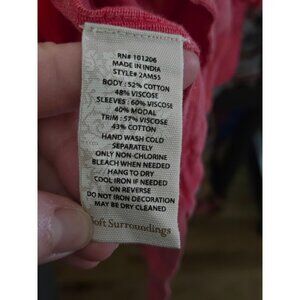 RN# 101206
MADE IN INDIA
STYLE# 2AM55
BODY: 52% COTTON
48% VISCOSE
SLEEVES: 60% VISCOSE
40% MODAL
TRIM: 57% VISCOSE
43% COTTON
HAND WASH COLD
SEPARATELY
ONLY NON-CHLORINE
BLEACH WHEN NEEDED
HANG TO DRY
COOL IRON IF NEEDED
ON REVERSE
DO NOT IRON DECORATION
MAY BE DRY CLEANED
Soft Surroundings